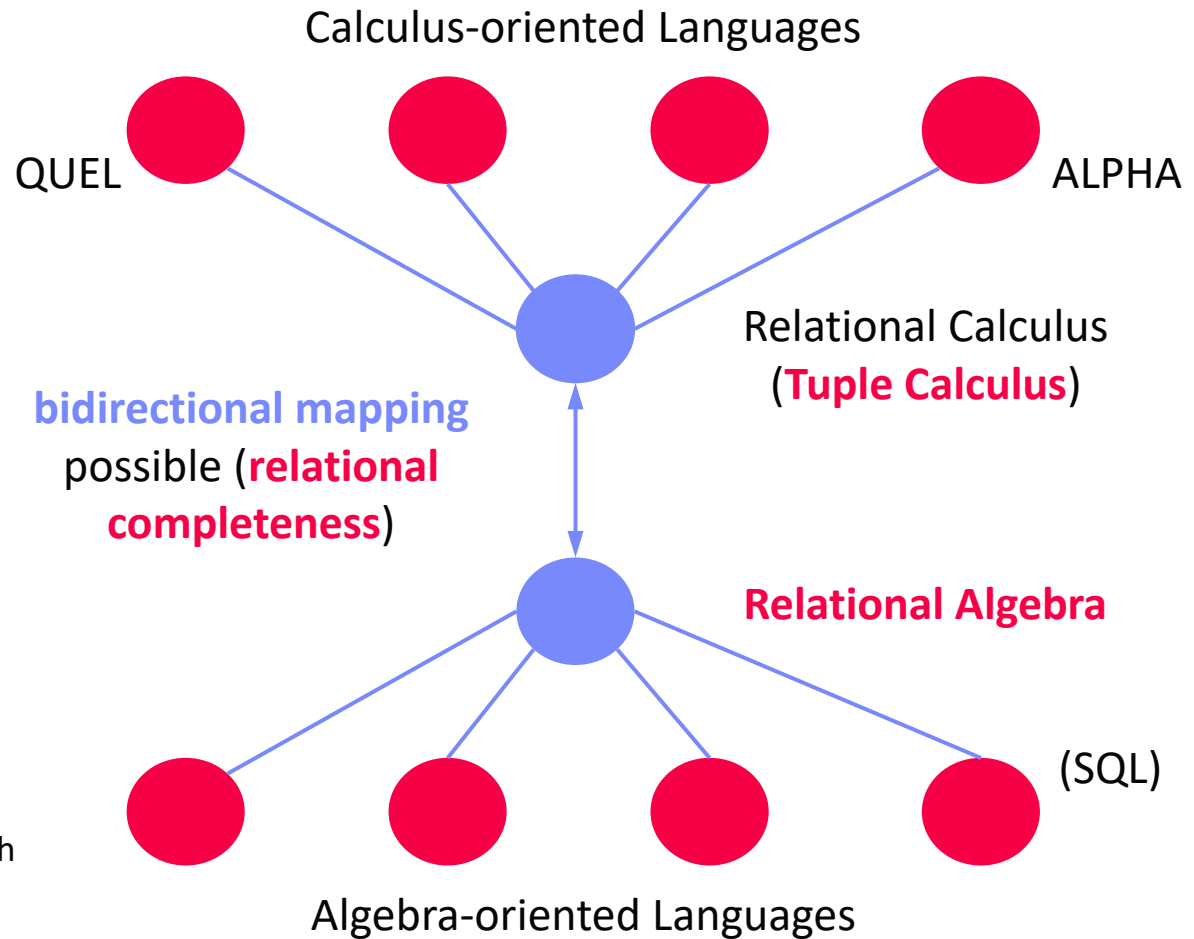 Calculus-oriented Languages
QUEL
ALPHA
Relational Calculus
(Tuple Calculus)
bidirectional mapping
possible (relational
completeness)
Relational Algebra
(SQL)
h
Algebra-oriented Languages